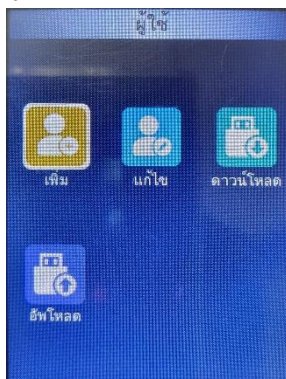 ผู้ใช้
เพิ่ม
แก้ไข
ดาวน์โหลด
อัพโหลด